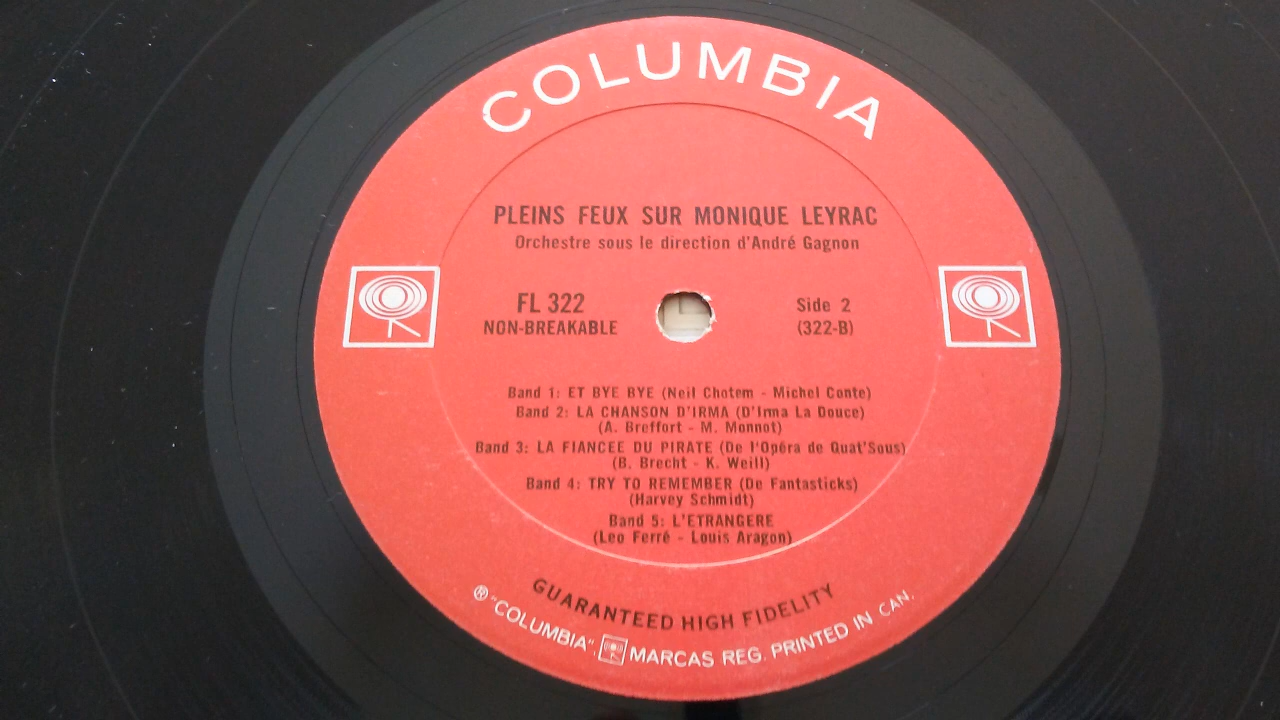 COLUMBIA
PLEINS FEUX SUR MONIQUE LEYRAC
Orchestre sous le direction d'André Gagnon
FL 322
NON-BREAKABLE
Side 2
(322-B)
Band 1: ET BYE BYE (Neil Chotem - Michel Conte)
Band 2: LA CHANSON D'IRMA (D'Irma La Douce)
(A. Breffort - M. Monnot)
Band 3: LA FIANCEE DU PIRATE (De l'Opéra de Quat'Sous)
(B. Brecht - K. Weill)
Band 4: TRY TO REMEMBER (De Fantasticks)
(Harvey Schmidt)
Band 5: L'ETRANGERE
(Leo Ferré - Louis Aragon)
GUARANTEED HIGH FIDELITY
® "COLUMBIA", MARCAS REG. PRINTED IN CAN.